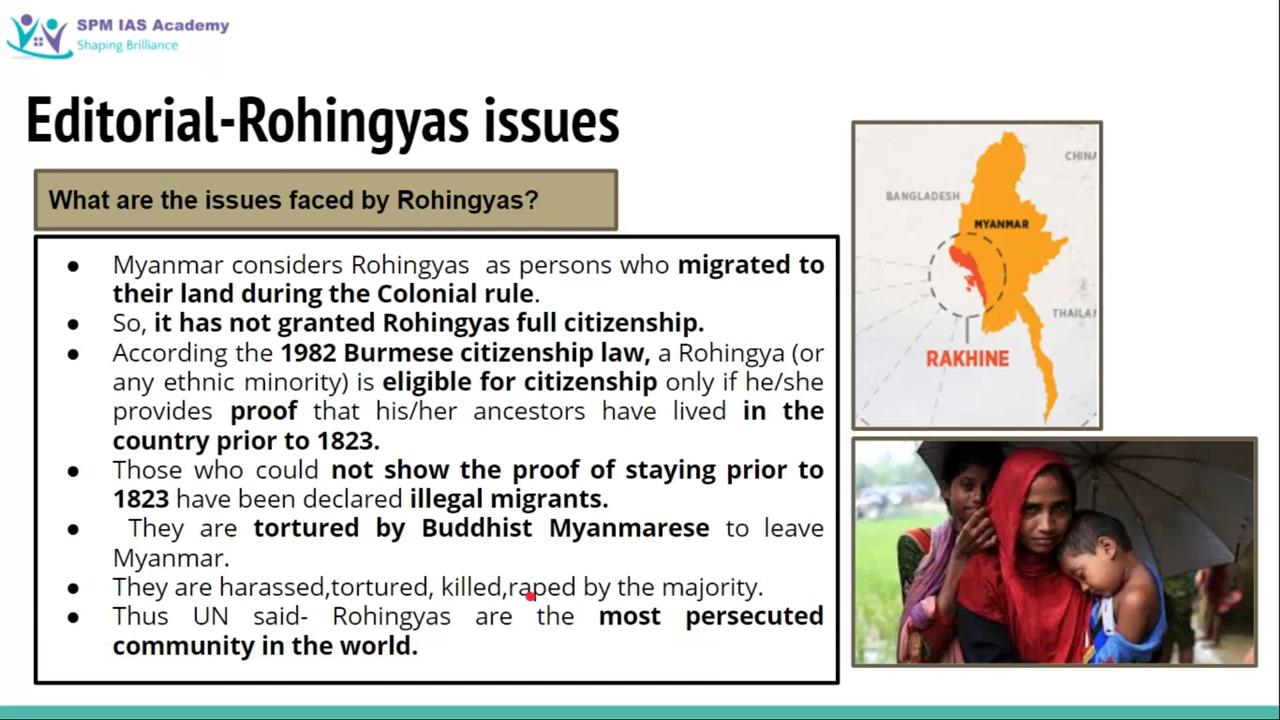 SPM IAS Academy
Shaping Brilliance
Editorial-Rohingyas issues
What are the issues faced by Rohingyas?
● Myanmar considers Rohingyas as persons who migrated to
their land during the Colonial rule.
● So, it has not granted Rohingyas full citizenship.
● According the 1982 Burmese citizenship law, a Rohingya (or
any ethnic minority) is eligible for citizenship only if he/she
provides proof that his/her ancestors have lived in the
country prior to 1823.
● Those who could not show the proof of staying prior to
1823 have been declared illegal migrants.
● They are tortured by Buddhist Myanmarese to leave
Myanmar.
● They are harassed,tortured, killed,raped by the majority.
● Thus UN said- Rohingyas are the most persecuted
community in the world.
CHINA
BANGLADESH
MYANMAR
THAILA
RAKHINE